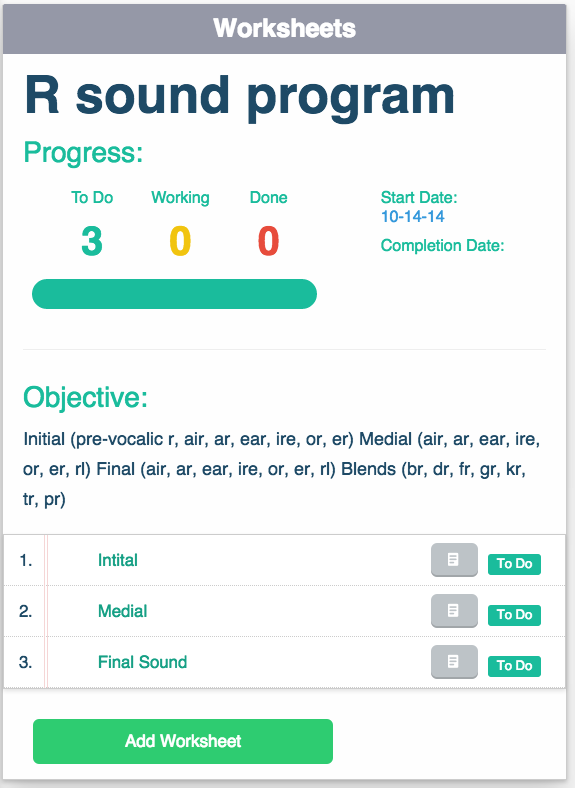 Worksheets
R sound program
Progress:
To Do Working Done
3 0 0
Start Date:
10-14-14
Completion Date:
Objective:
Initial (pre-vocalic r, air, ar, ear, ire, or, er) Medial (air, ar, ear, ire,
or, er, rl) Final (air, ar, ear, ire, or, er, rl) Blends (br, dr, fr, gr, kr,
tr, pr)
1. Intital To Do
2. Medial To Do
3. Final Sound To Do
Add Worksheet